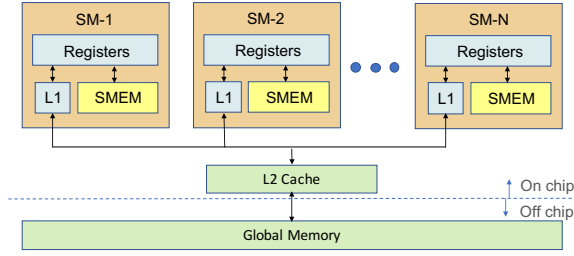 SM-1
SM-2
SM-N
Registers
Registers
Registers
L1
SMEM
L1
SMEM
L1
SMEM
L2 Cache
On chip
Off chip
Global Memory